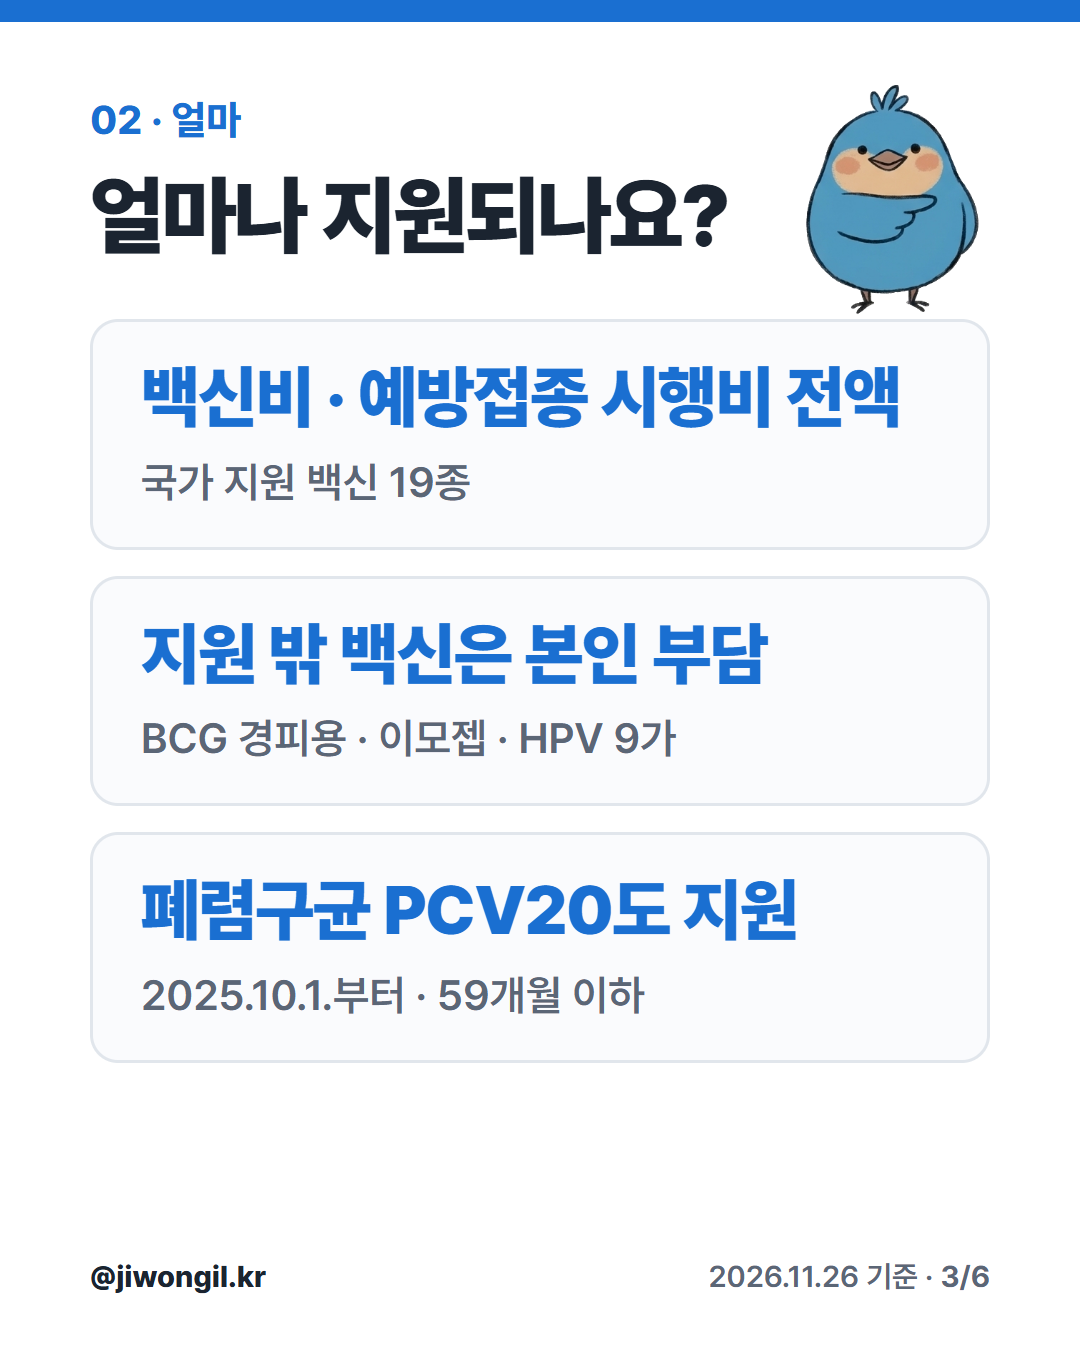 02 · 얼마
얼마나 지원되나요?
백신비 · 예방접종 시행비 전액
국가 지원 백신 19종
지원 밖 백신은 본인 부담
BCG 경피용 · 이모젭 · HPV 9가
폐렴구균 PCV20도 지원
2025.10.1.부터 · 59개월 이하
@jiwongil.kr
2026.11.26 기준 · 3/6